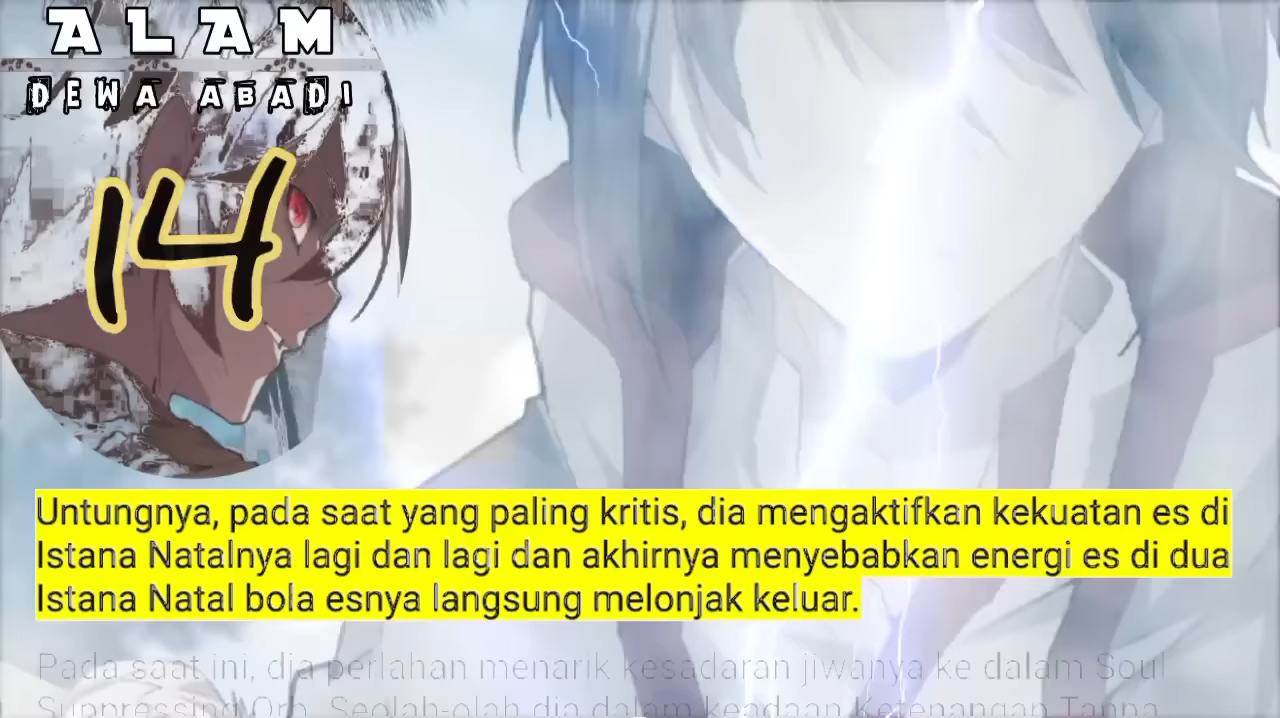 ALAM
DEWA ABADI
14
Untungnya, pada saat yang paling kritis, dia mengaktifkan kekuatan es di
Istana Natalnya lagi dan lagi dan akhirnya menyebabkan energi es di dua
Istana Natal bola esnya langsung melonjak keluar.
Pada saat ini, dia perlahan menarik kesadaran jiwanya ke dalam Soul
Suppressing Orb. Seolah-olah dia dalam keadaan Ketenangan Tanpa